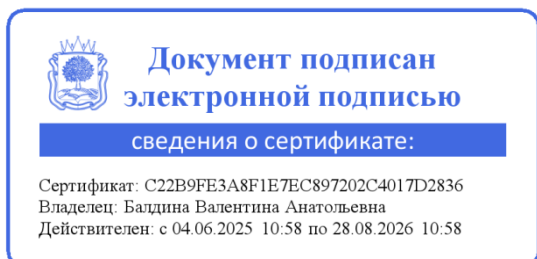 Документ подписан
электронной подписью
сведения о сертификате:
Сертификат: C22B9FE3A8F1E7EC897202C4017D2836
Владелец: Балдина Валентина Анатольевна
Действителен: с 04.06.2025 10:58 по 28.08.2026 10:58